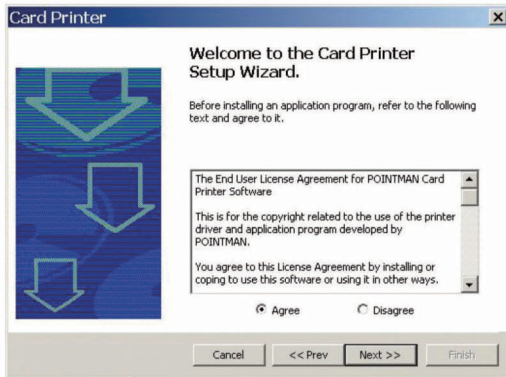 Card Printer
Welcome to the Card Printer
Setup Wizard.
Before installing an application program, refer to the following
text and agree to it.
The End User License Agreement for POINTMAN Card
Printer Software
This is for the copyright related to the use of the printer
driver and application program developed by
POINTMAN.
You agree to this License Agreement by installing or
coping to use this software or using it in other ways.
Agree
Disagree
Cancel
<< Prev
Next >>
Finish